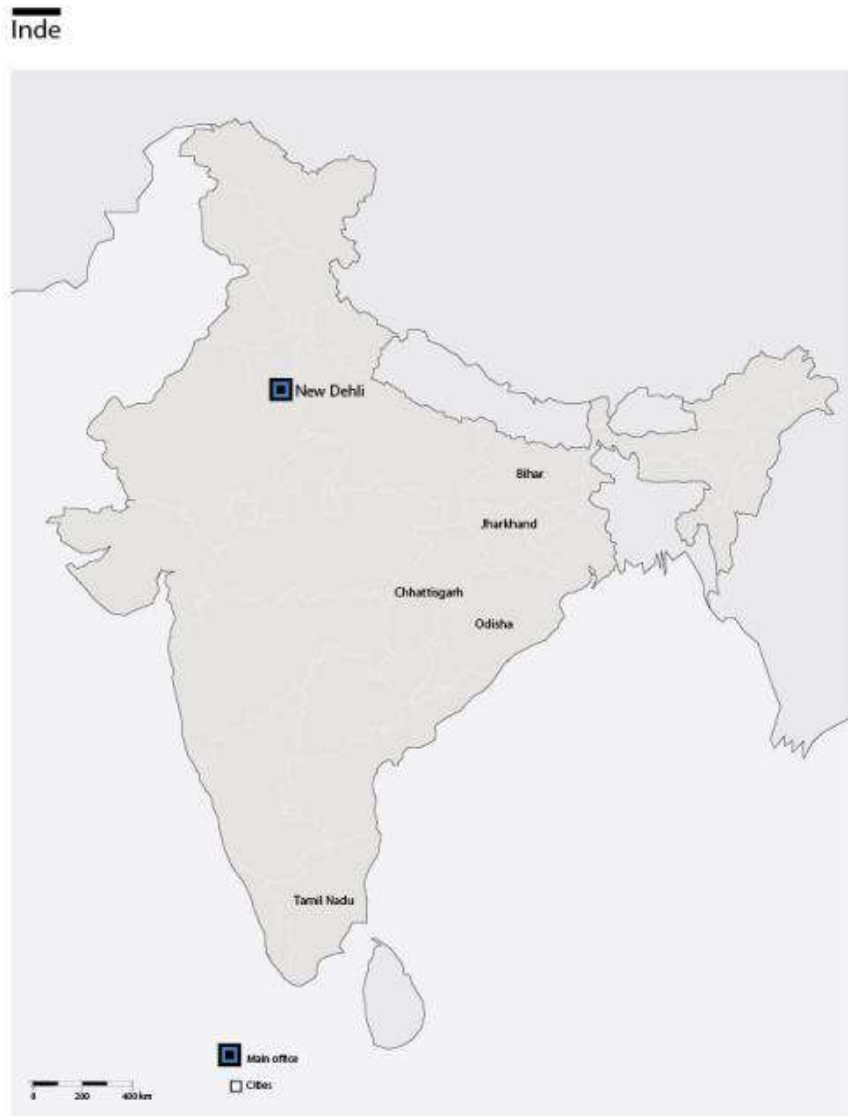 Inde
New Dehli
Bihar
Jharkhand
Chhattisgarh
Odisha
Tamil Nadu
Main office
Cities
0 200 400 km